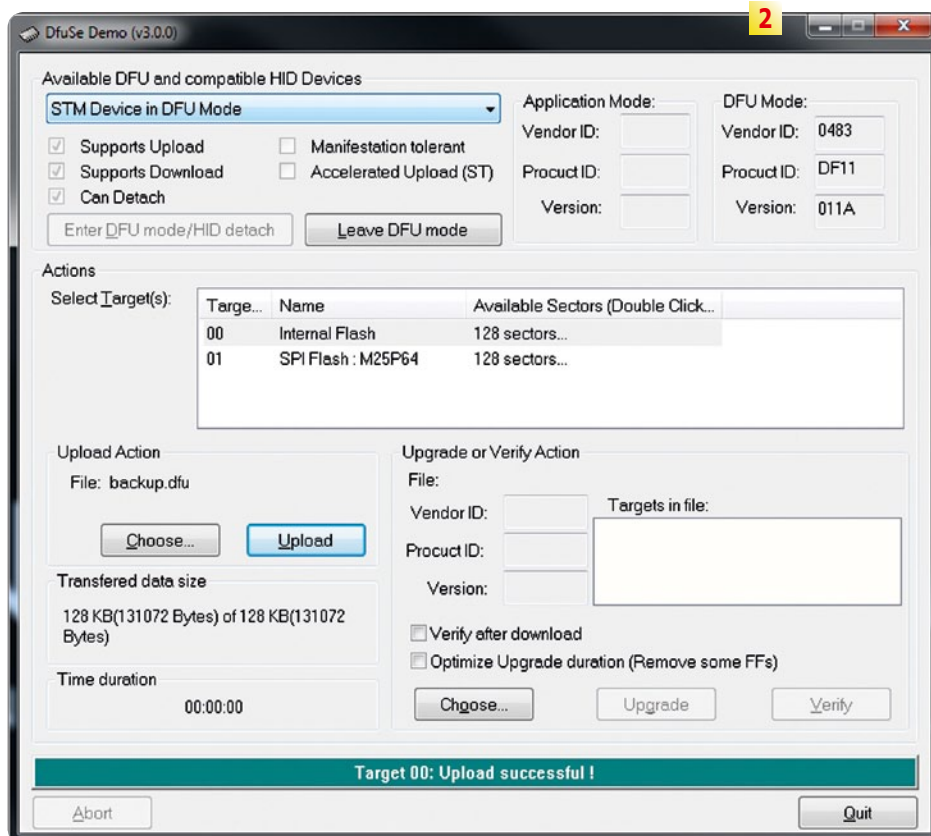 2
DfuSe Demo (v3.0.0)
Available DFU and compatible HID Devices
STM Device in DFU Mode
Supports Upload
Manifestation tolerant
Supports Download
Accelerated Upload (ST)
Can Detach
Enter DFU mode/HID detach
Leave DFU mode
Application Mode:
Vendor ID:
Procuct ID:
Version:
DFU Mode:
Vendor ID: 0483
Procuct ID: DF11
Version: 011A
Actions
Select Target(s):
Targe... Name Available Sectors (Double Click...
00 Internal Flash 128 sectors...
01 SPI Flash : M25P64 128 sectors...
Upload Action
File: backup.dfu
Choose...
Upload
Transfered data size
128 KB(131072 Bytes) of 128 KB(131072
Bytes)
Time duration
00:00:00
Upgrade or Verify Action
File:
Vendor ID:
Procuct ID:
Version:
Targets in file:
Verify after download
Optimize Upgrade duration (Remove some FFs)
Choose...
Upgrade
Verify
Target 00: Upload successful !
Abort
Quit